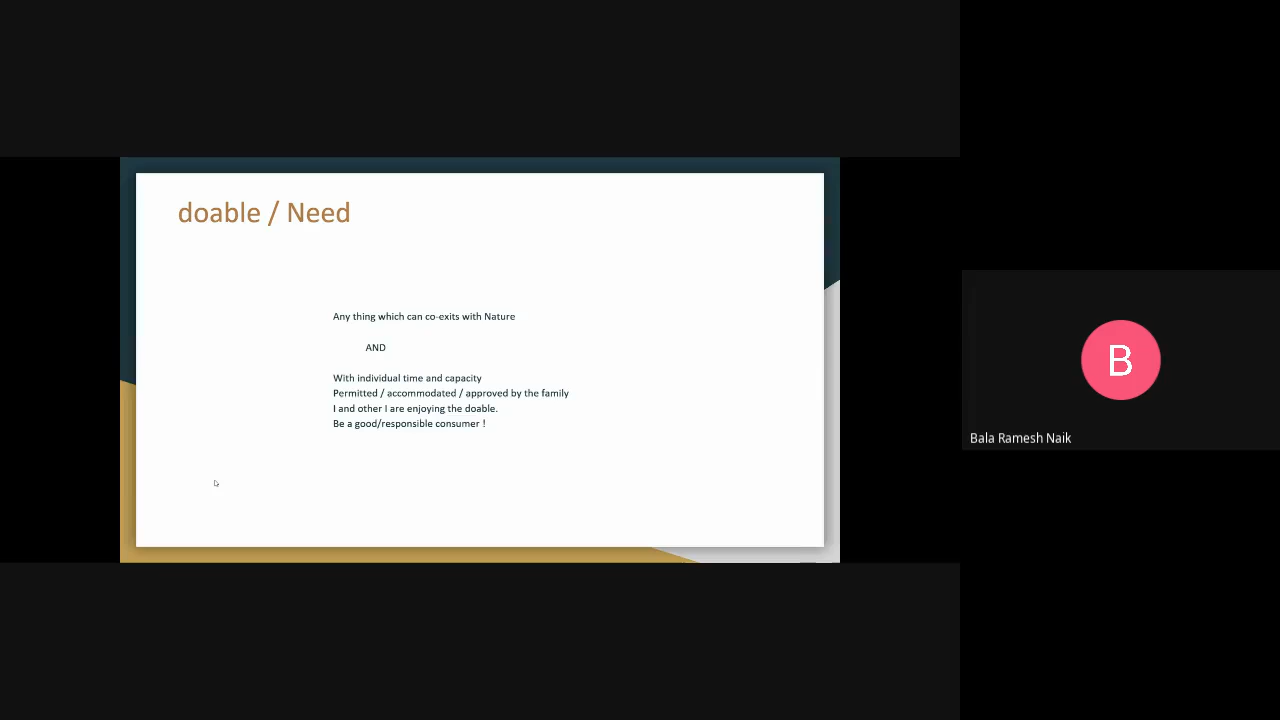 doable / Need
Any thing which can co-exits with Nature
AND
With individual time and capacity
Permitted / accommodated / approved by the family
I and other I are enjoying the doable.
Be a good/responsible consumer !
B
Bala Ramesh Naik